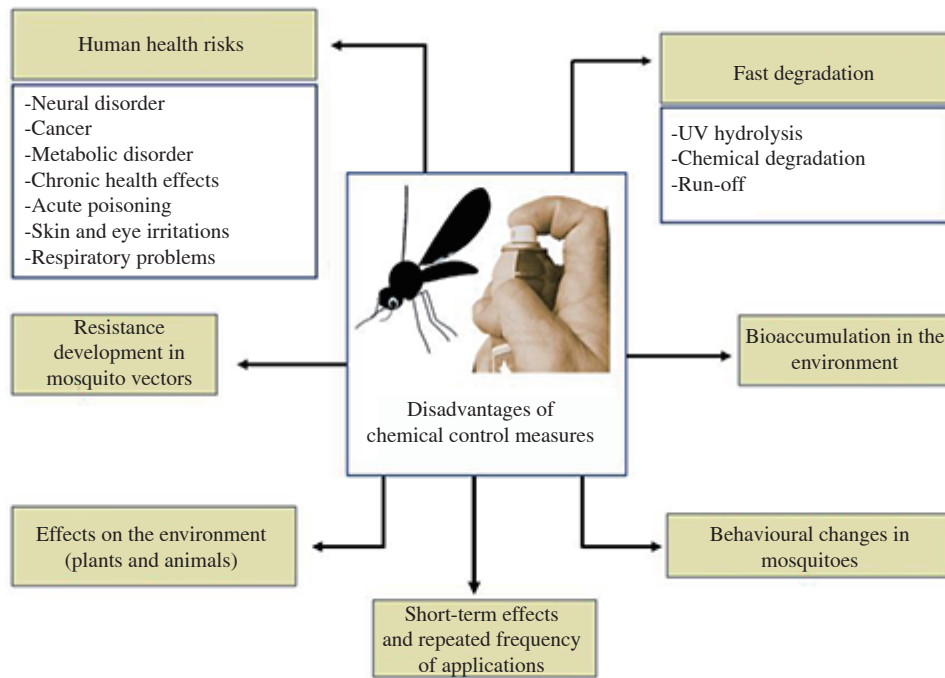 Human health risks
-Neural disorder
-Cancer
-Metabolic disorder
-Chronic health effects
-Acute poisoning
-Skin and eye irritations
-Respiratory problems
Fast degradation
-UV hydrolysis
-Chemical degradation
-Run-off
Resistance
development in
mosquito vectors
Disadvantages of
chemical control measures
Bioaccumulation in the
environment
Effects on the environment
(plants and animals)
Short-term effects
and repeated frequency
of applications
Behavioural changes in
mosquitoes